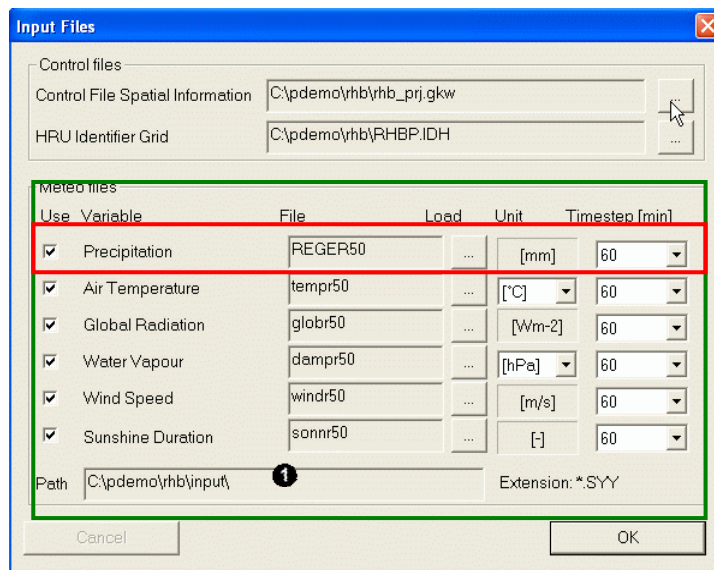 Input Files
Control files
Control File Spatial Information C:\pdemo\rhb\rhb_prj.gkw ...
HRU Identifier Grid C:\pdemo\rhb\RHBP.IDH ...
Meteo files
Use Variable File Load Unit Timestep [min]
Precipitation REGER50 ... [mm] 60
Air Temperature tempr50 ... [°C] 60
Global Radiation globr50 ... [Wm-2] 60
Water Vapour dampr50 ... [hPa] 60
Wind Speed windr50 ... [m/s] 60
Sunshine Duration sonnr50 ... [-] 60
Path C:\pdemo\rhb\input\ 1 Extension: *.SYY
Cancel OK